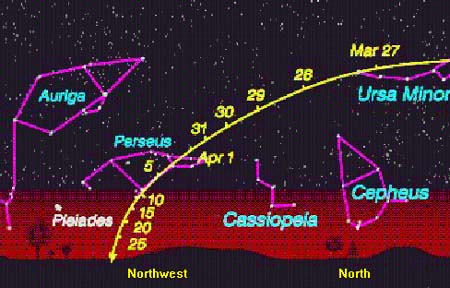 Mar 27
28
Auriga
Ursa Minor
29
30
31
Perseus
Apr 1
5
10
Cepheus
15
Pleiades
Cassiopeia
20
25
Northwest
North